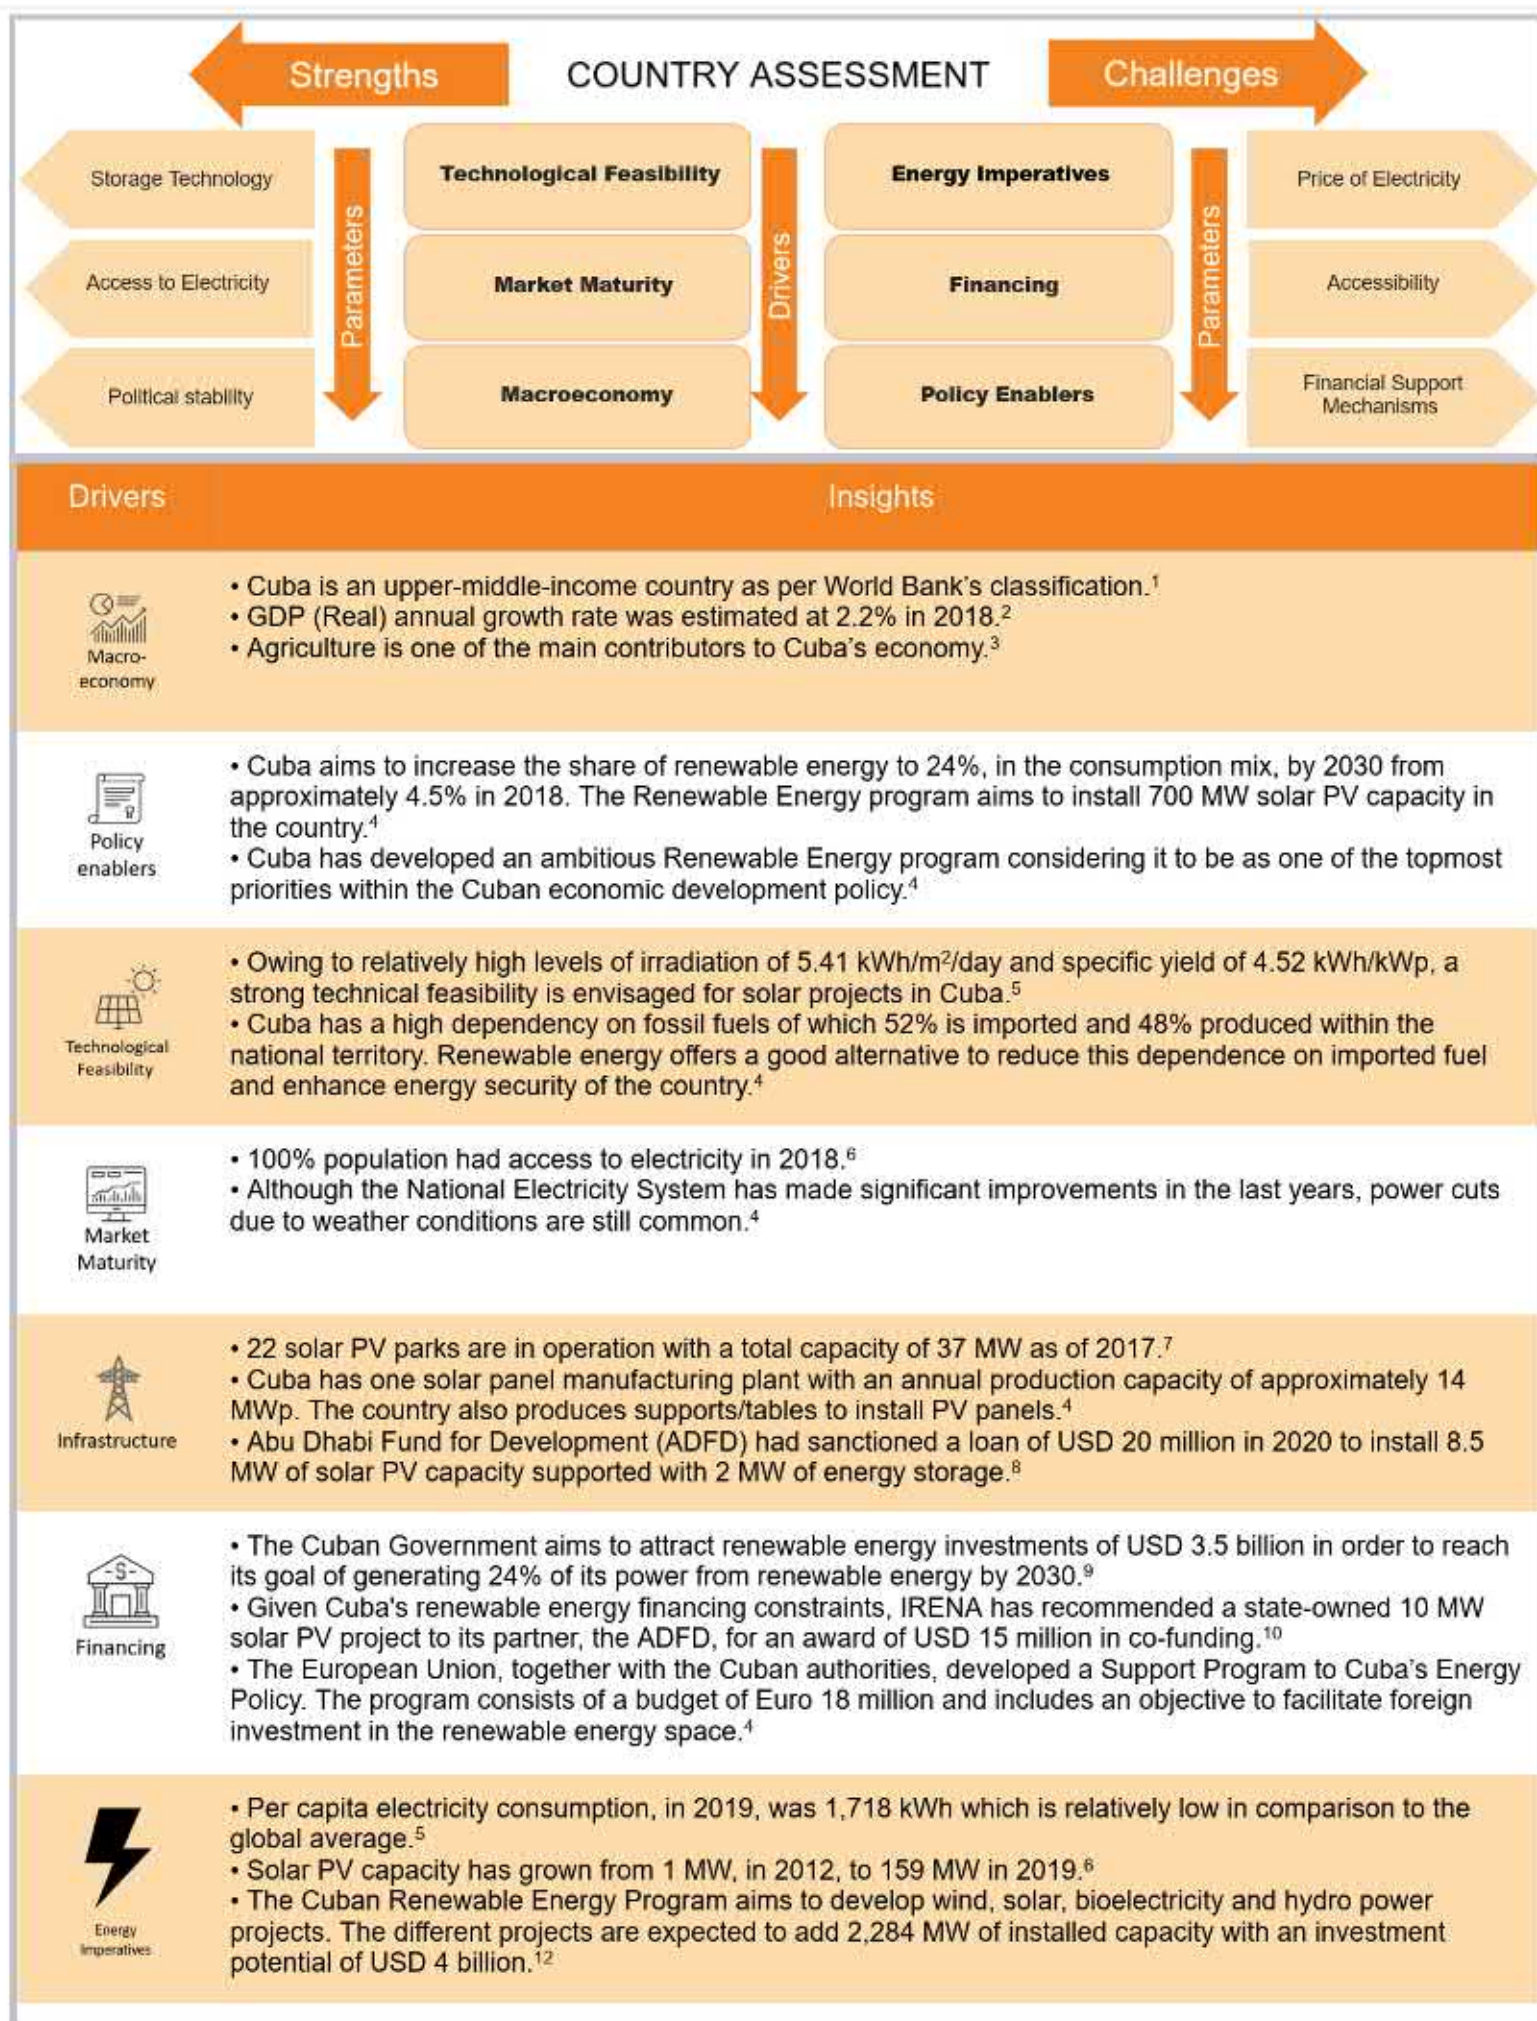 Strengths
COUNTRY ASSESSMENT
Challenges
Storage Technology
Technological Feasibility
Energy Imperatives
Price of Electricity
Access to Electricity
Parameters
Market Maturity
Drivers
Financing
Parameters
Accessibility
Political stability
Macroeconomy
Policy Enablers
Financial Support
Mechanisms
Drivers
Insights
Macro-
economy
• Cuba is an upper-middle-income country as per World Bank's classification.¹
• GDP (Real) annual growth rate was estimated at 2.2% in 2018.²
• Agriculture is one of the main contributors to Cuba's economy.³
Policy
enablers
• Cuba aims to increase the share of renewable energy to 24%, in the consumption mix, by 2030 from
approximately 4.5% in 2018. The Renewable Energy program aims to install 700 MW solar PV capacity in
the country.⁴
• Cuba has developed an ambitious Renewable Energy program considering it to be as one of the topmost
priorities within the Cuban economic development policy.⁴
Technological
Feasibility
• Owing to relatively high levels of irradiation of 5.41 kWh/m²/day and specific yield of 4.52 kWh/kWp, a
strong technical feasibility is envisaged for solar projects in Cuba.⁵
• Cuba has a high dependency on fossil fuels of which 52% is imported and 48% produced within the
national territory. Renewable energy offers a good alternative to reduce this dependence on imported fuel
and enhance energy security of the country.⁴
Market
Maturity
• 100% population had access to electricity in 2018.⁶
• Although the National Electricity System has made significant improvements in the last years, power cuts
due to weather conditions are still common.⁴
Infrastructure
• 22 solar PV parks are in operation with a total capacity of 37 MW as of 2017.⁷
• Cuba has one solar panel manufacturing plant with an annual production capacity of approximately 14
MWp. The country also produces supports/tables to install PV panels.⁴
• Abu Dhabi Fund for Development (ADFD) had sanctioned a loan of USD 20 million in 2020 to install 8.5
MW of solar PV capacity supported with 2 MW of energy storage.⁸
-$-
Financing
• The Cuban Government aims to attract renewable energy investments of USD 3.5 billion in order to reach
its goal of generating 24% of its power from renewable energy by 2030.⁹
• Given Cuba's renewable energy financing constraints, IRENA has recommended a state-owned 10 MW
solar PV project to its partner, the ADFD, for an award of USD 15 million in co-funding.¹⁰
• The European Union, together with the Cuban authorities, developed a Support Program to Cuba's Energy
Policy. The program consists of a budget of Euro 18 million and includes an objective to facilitate foreign
investment in the renewable energy space.⁴
Energy
Imperatives
• Per capita electricity consumption, in 2019, was 1,718 kWh which is relatively low in comparison to the
global average.⁵
• Solar PV capacity has grown from 1 MW, in 2012, to 159 MW in 2019.⁶
• The Cuban Renewable Energy Program aims to develop wind, solar, bioelectricity and hydro power
projects. The different projects are expected to add 2,284 MW of installed capacity with an investment
potential of USD 4 billion.¹²